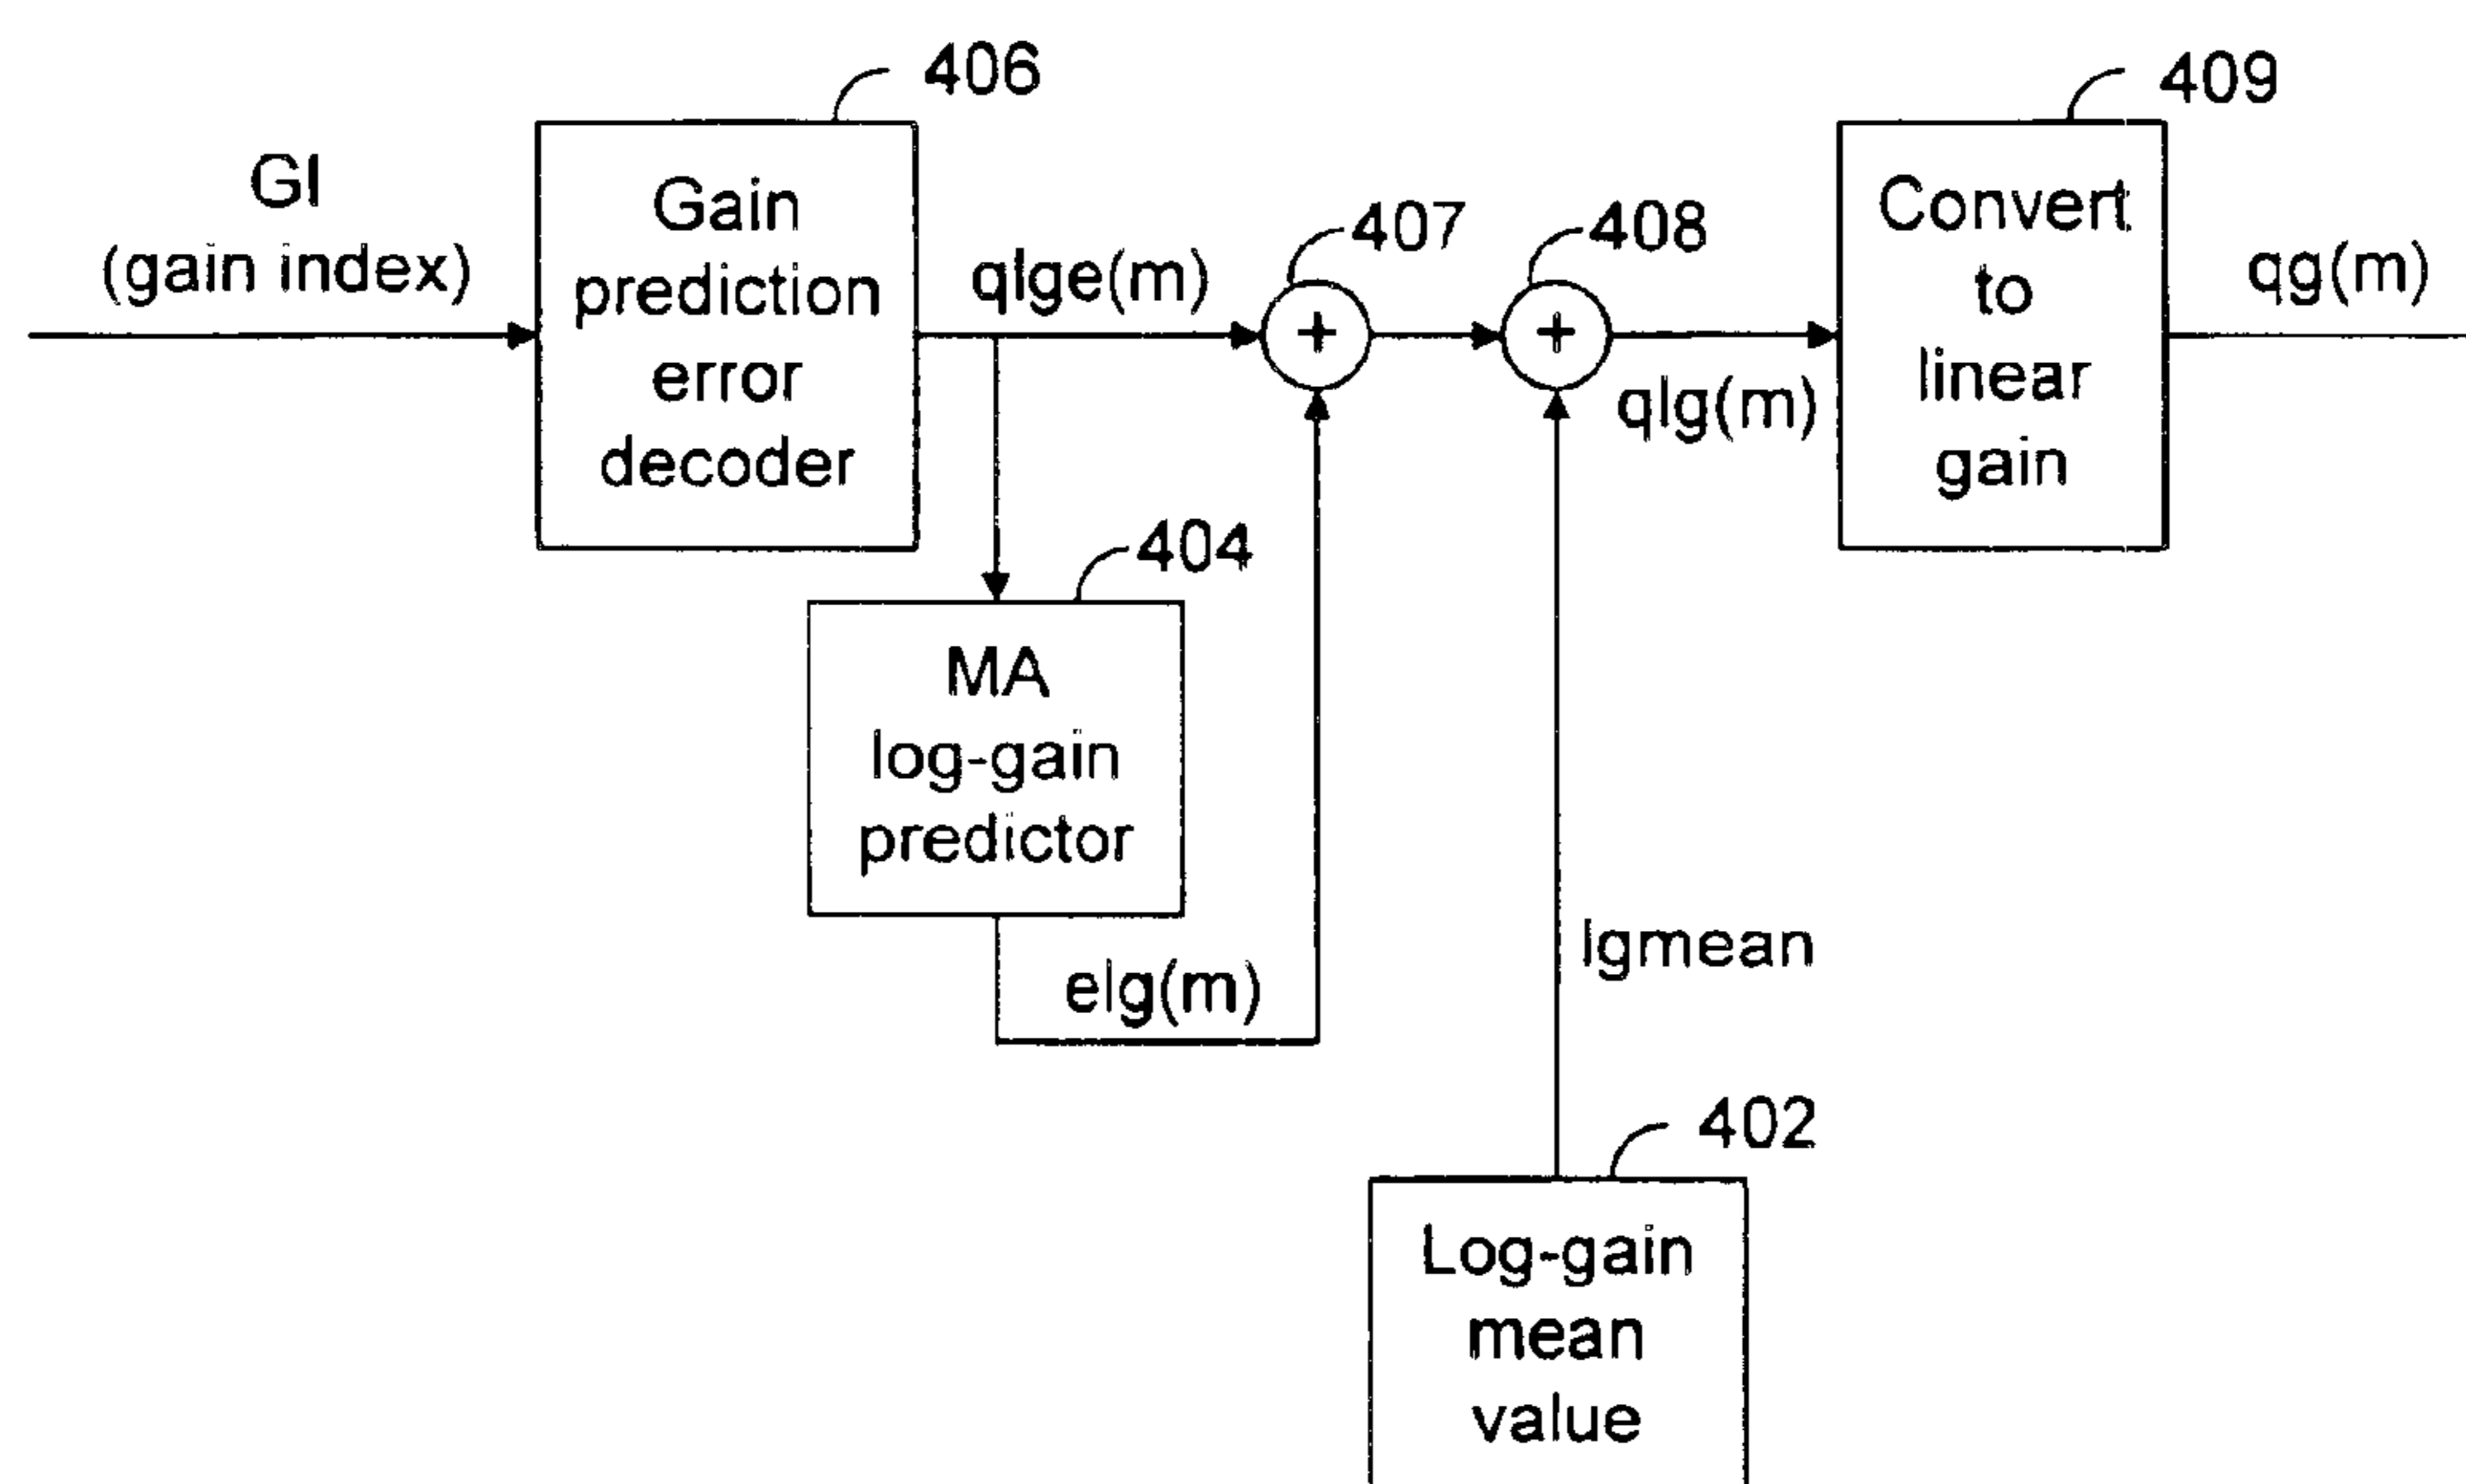 406
409
GI
(gain index)
Gain
prediction
error
decoder
qlge(m)
407
408
+
+
qlg(m)
Convert
to
linear
gain
qg(m)
404
MA
log-gain
predictor
elg(m)
lgmean
402
Log-gain
mean
value